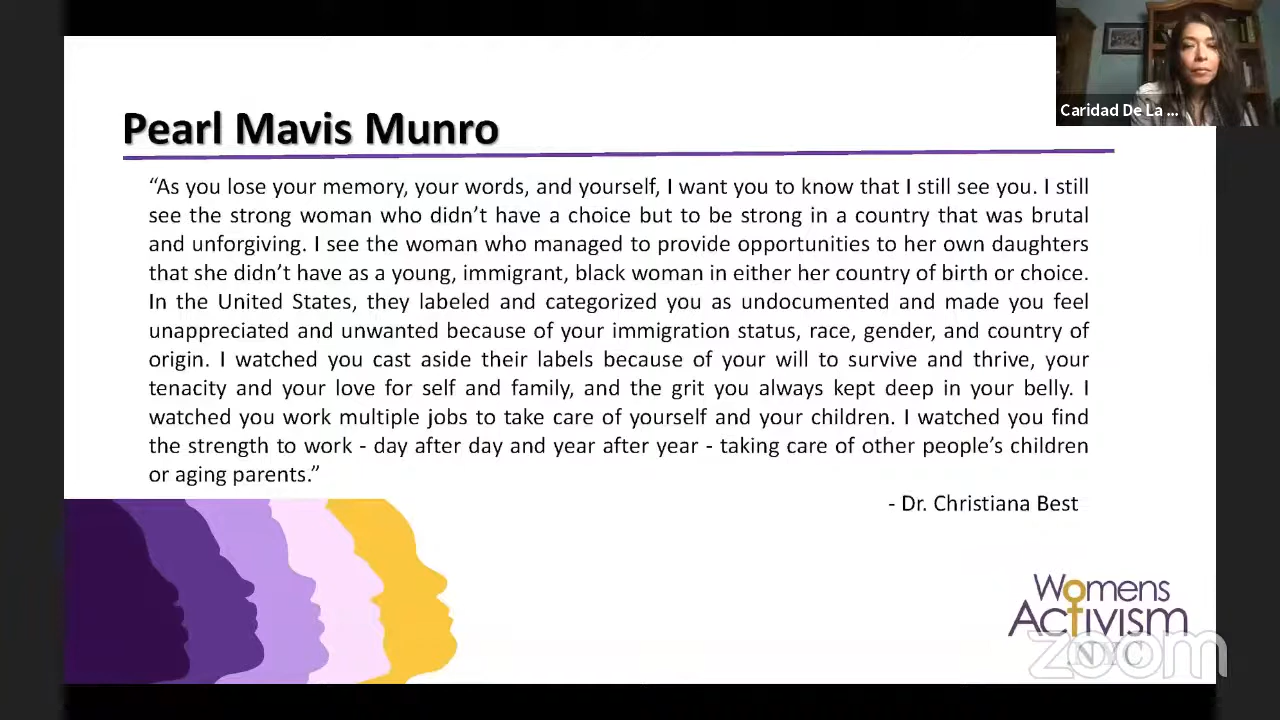 Caridad De La ...
Pearl Mavis Munro
“As you lose your memory, your words, and yourself, I want you to know that I still see you. I still
see the strong woman who didn’t have a choice but to be strong in a country that was brutal
and unforgiving. I see the woman who managed to provide opportunities to her own daughters
that she didn’t have as a young, immigrant, black woman in either her country of birth or choice.
In the United States, they labeled and categorized you as undocumented and made you feel
unappreciated and unwanted because of your immigration status, race, gender, and country of
origin. I watched you cast aside their labels because of your will to survive and thrive, your
tenacity and your love for self and family, and the grit you always kept deep in your belly. I
watched you work multiple jobs to take care of yourself and your children. I watched you find
the strength to work - day after day and year after year - taking care of other people’s children
or aging parents.”
- Dr. Christiana Best
Womens
Activism
NYC
zoom